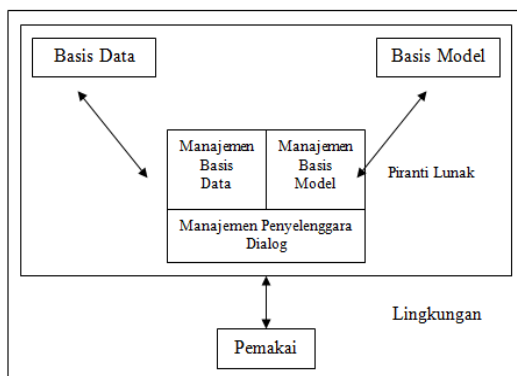 Basis Data
Basis Model
Manajemen
Basis
Data
Manajemen
Basis
Model
Piranti Lunak
Manajemen Penyelenggara
Dialog
Lingkungan
Pemakai